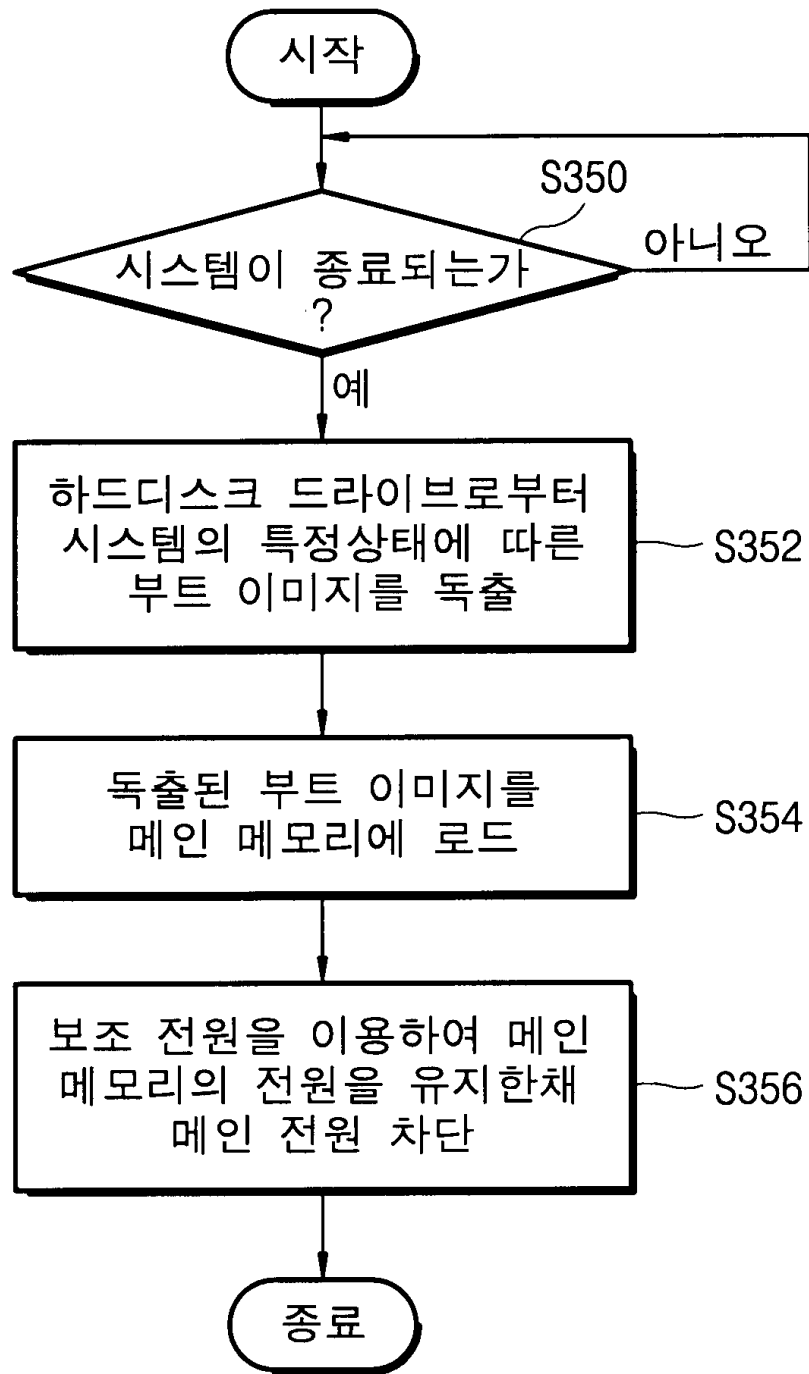 시작
S350
시스템이 종료되는가
?
아니오
예
하드디스크 드라이브로부터
시스템의 특정상태에 따른
부트 이미지를 독출
S352
독출된 부트 이미지를
메인 메모리에 로드
S354
보조 전원을 이용하여 메인
메모리의 전원을 유지한채
메인 전원 차단
S356
종료